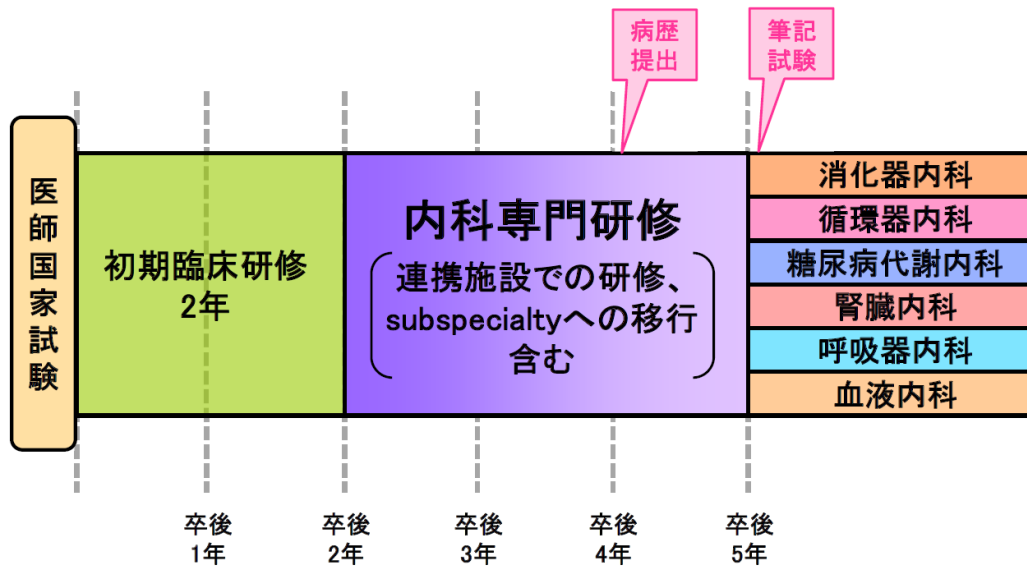 病歴
提出
筆記
試験
医師国家試験
初期臨床研修
2年
内科専門研修
連携施設での研修、
subspecialtyへの移行
含む
消化器内科
循環器内科
糖尿病代謝内科
腎臓内科
呼吸器内科
血液内科
卒後
1年
卒後
2年
卒後
3年
卒後
4年
卒後
5年